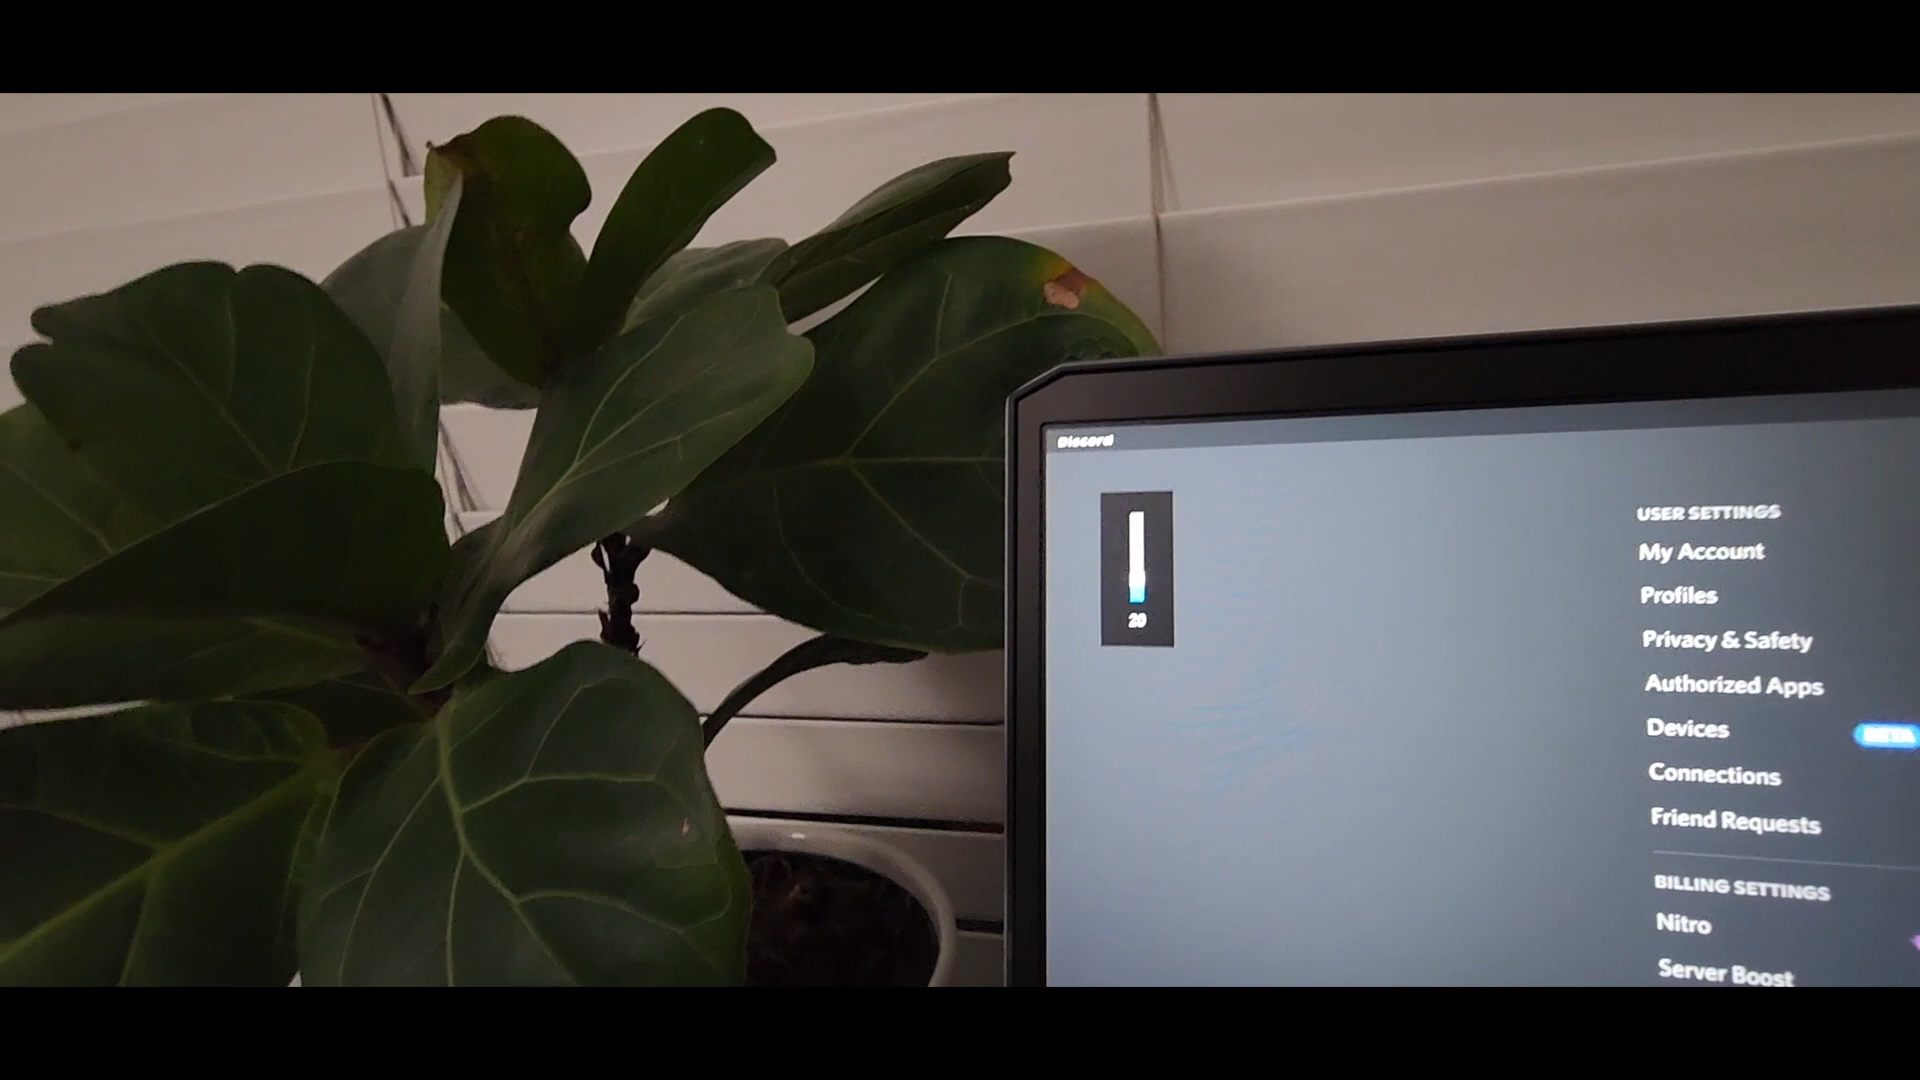 Discord
20
USER SETTINGS
My Account
Profiles
Privacy & Safety
Authorized Apps
Devices
BETA
Connections
Friend Requests
BILLING SETTINGS
Nitro
Server Boost